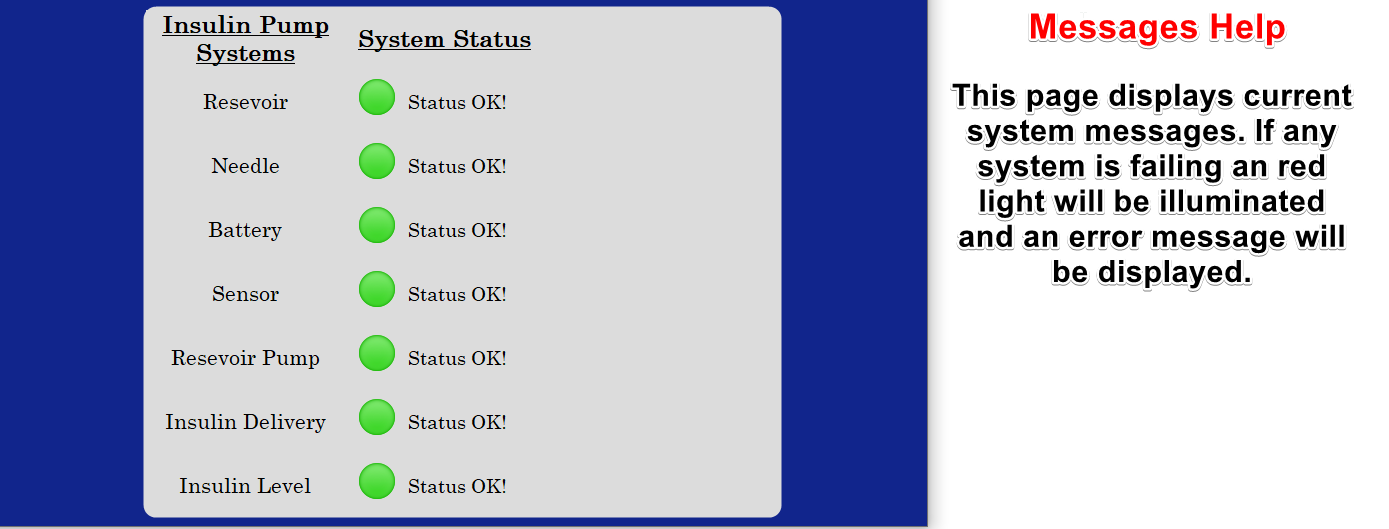 Insulin Pump
Systems
System Status
Resevoir
Status OK!
Needle
Status OK!
Battery
Status OK!
Sensor
Status OK!
Resevoir Pump
Status OK!
Insulin Delivery
Status OK!
Insulin Level
Status OK!
Messages Help
This page displays current
system messages. If any
system is failing an red
light will be illuminated
and an error message will
be displayed.